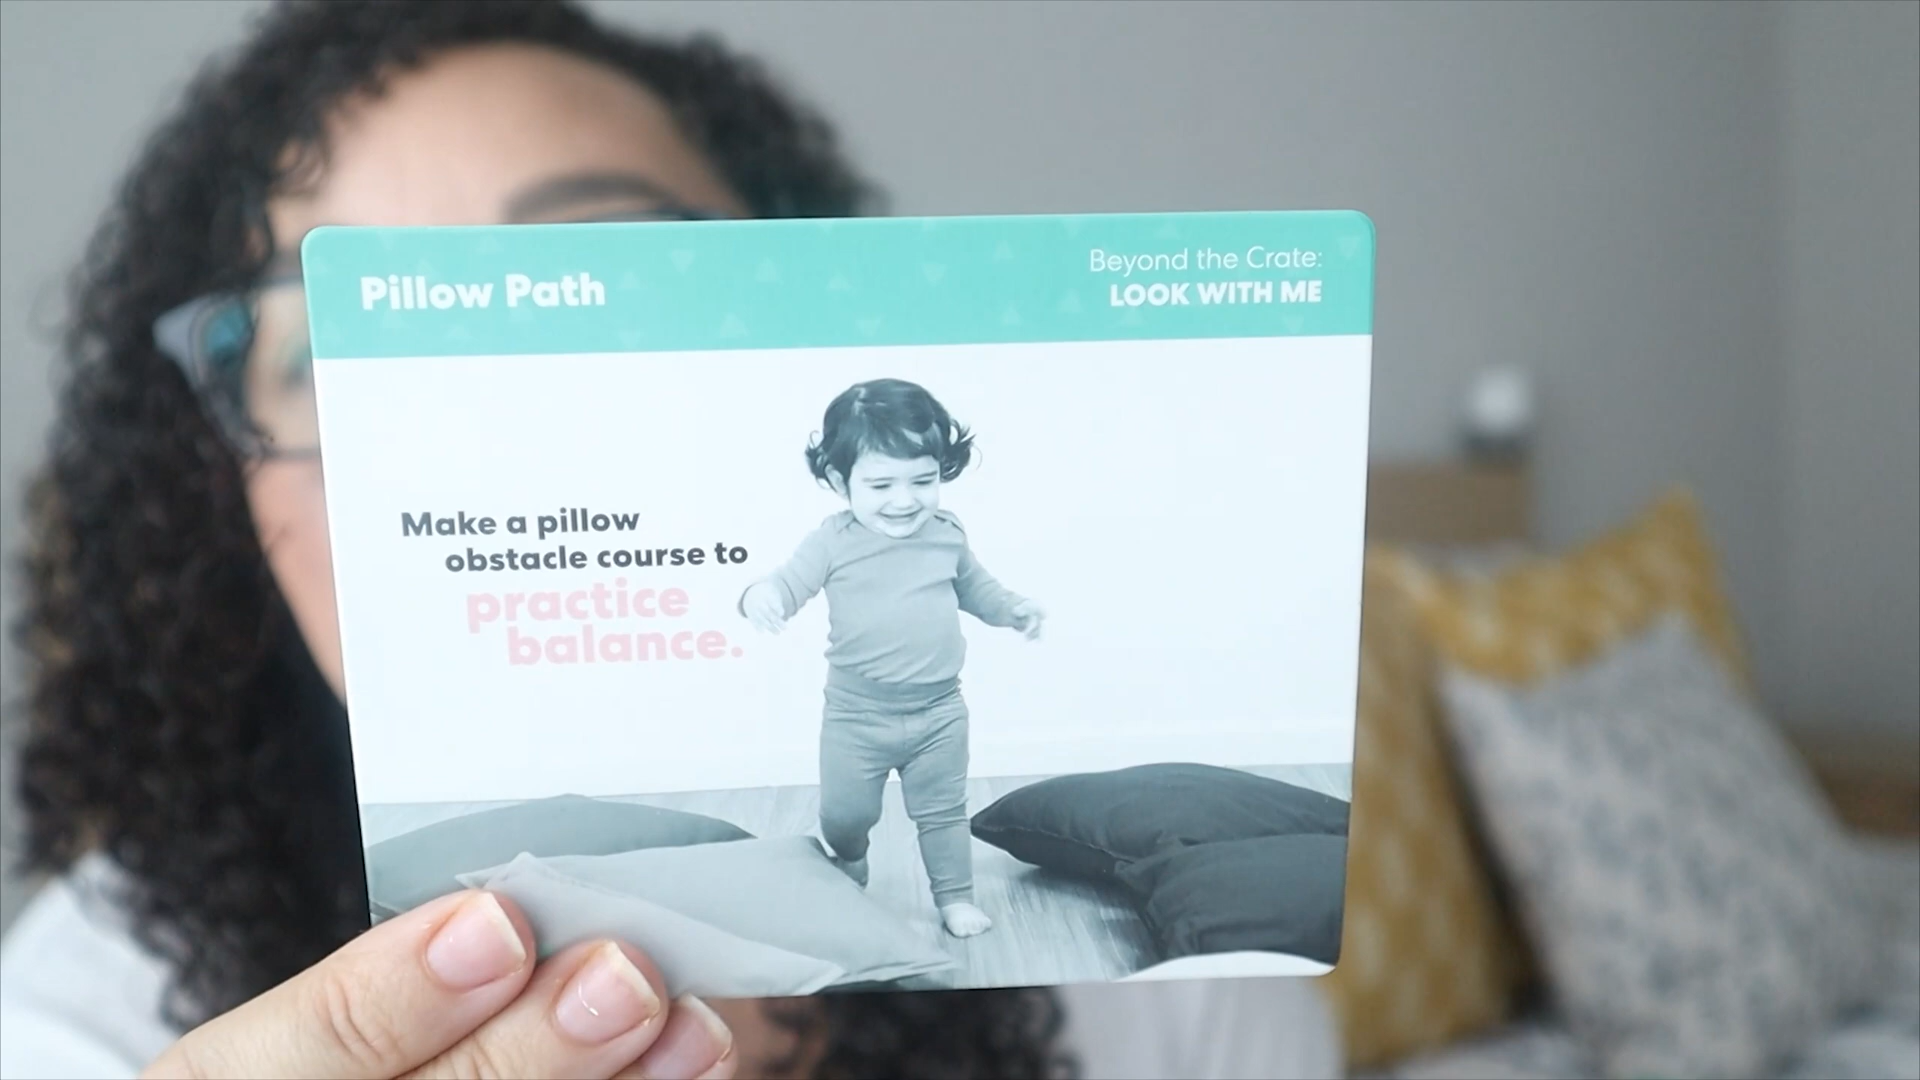 Pillow Path
Beyond the Crate:
LOOK WITH ME
Make a pillow
obstacle course to
practice
balance.